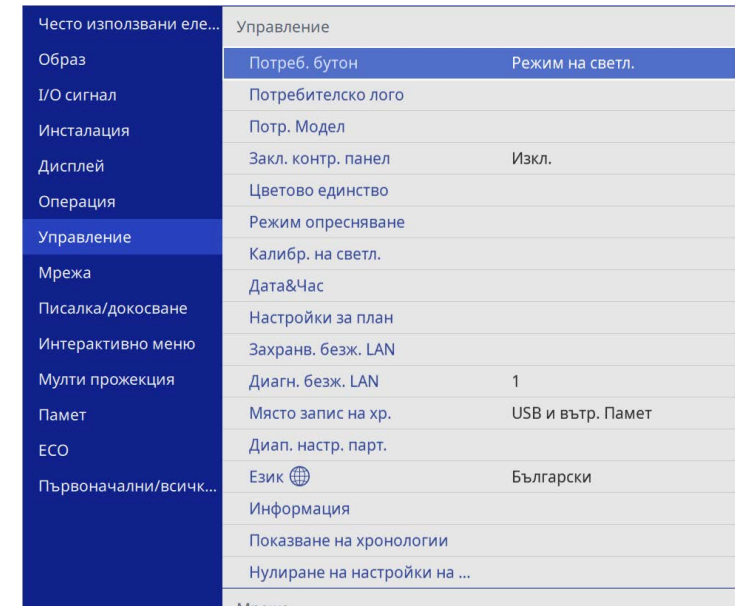 Често използвани еле...
Образ
I/O сигнал
Инсталация
Дисплей
Операция
Управление
Мрежа
Писалка/докосване
Интерактивно меню
Мулти прожекция
Памет
ECO
Първоначални/всичк...
Управление
Потреб. бутон Режим на светл.
Потребителско лого
Потр. Модел
Закл. контр. панел Изкл.
Цветово единство
Режим опресняване
Калибр. на светл.
Дата&Час
Настройки за план
Захранв. безж. LAN
Диагн. безж. LAN 1
Място запис на хр. USB и вътр. Памет
Диап. настр. парт.
Език Български
Информация
Показване на хронологии
Нулиране на настройки на ...